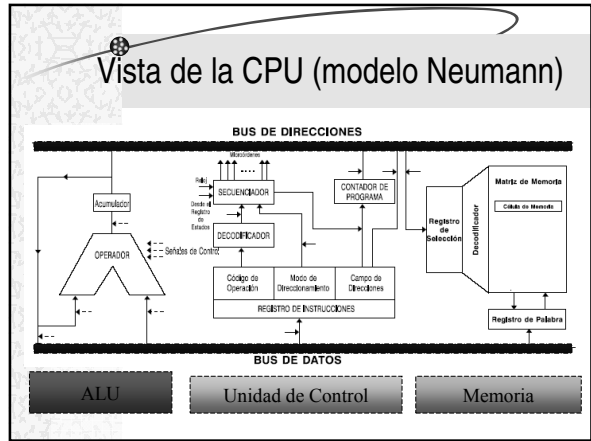 Vista de la CPU (modelo Neumann)
BUS DE DIRECCIONES
Microórdenes
Reloj
Desde el
Registro
de
Estados
SECUENCIADOR
DECODIFICADOR
CONTADOR DE
PROGRAMA
Acumulador
OPERADOR
Señales de Control
Código de
Operación
Modo de
Direccionamiento
Campo de
Direcciones
REGISTRO DE INSTRUCCIONES
Registro
de
Selección
Decodificador
Matriz de Memoria
Célula de Memoria
Registro de Palabra
BUS DE DATOS
ALU
Unidad de Control
Memoria